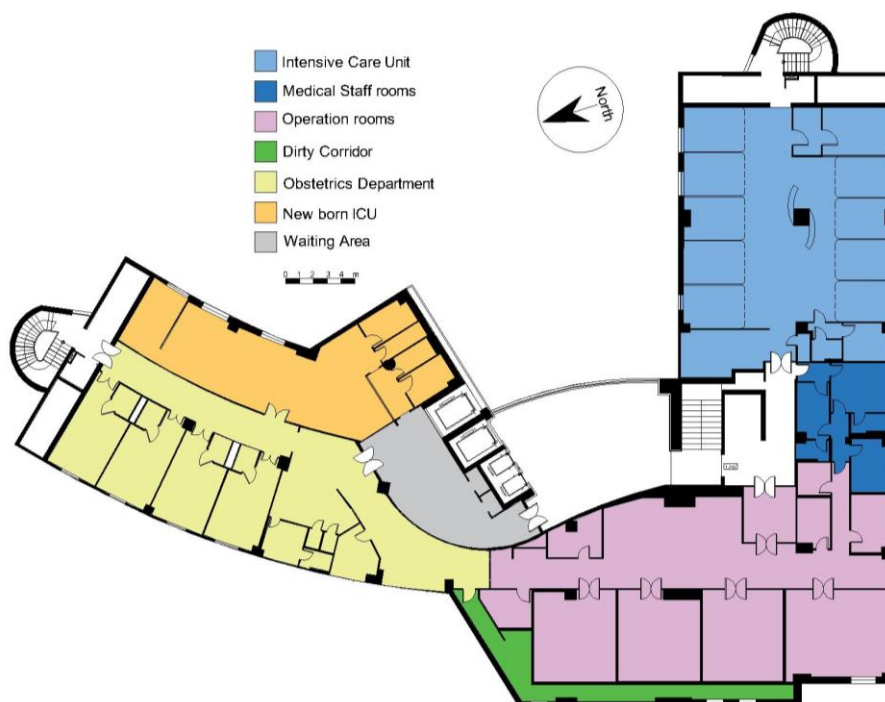 Intensive Care Unit
Medical Staff rooms
Operation rooms
Dirty Corridor
Obstetrics Department
New born ICU
Waiting Area
0 1 2 3 4 m
North